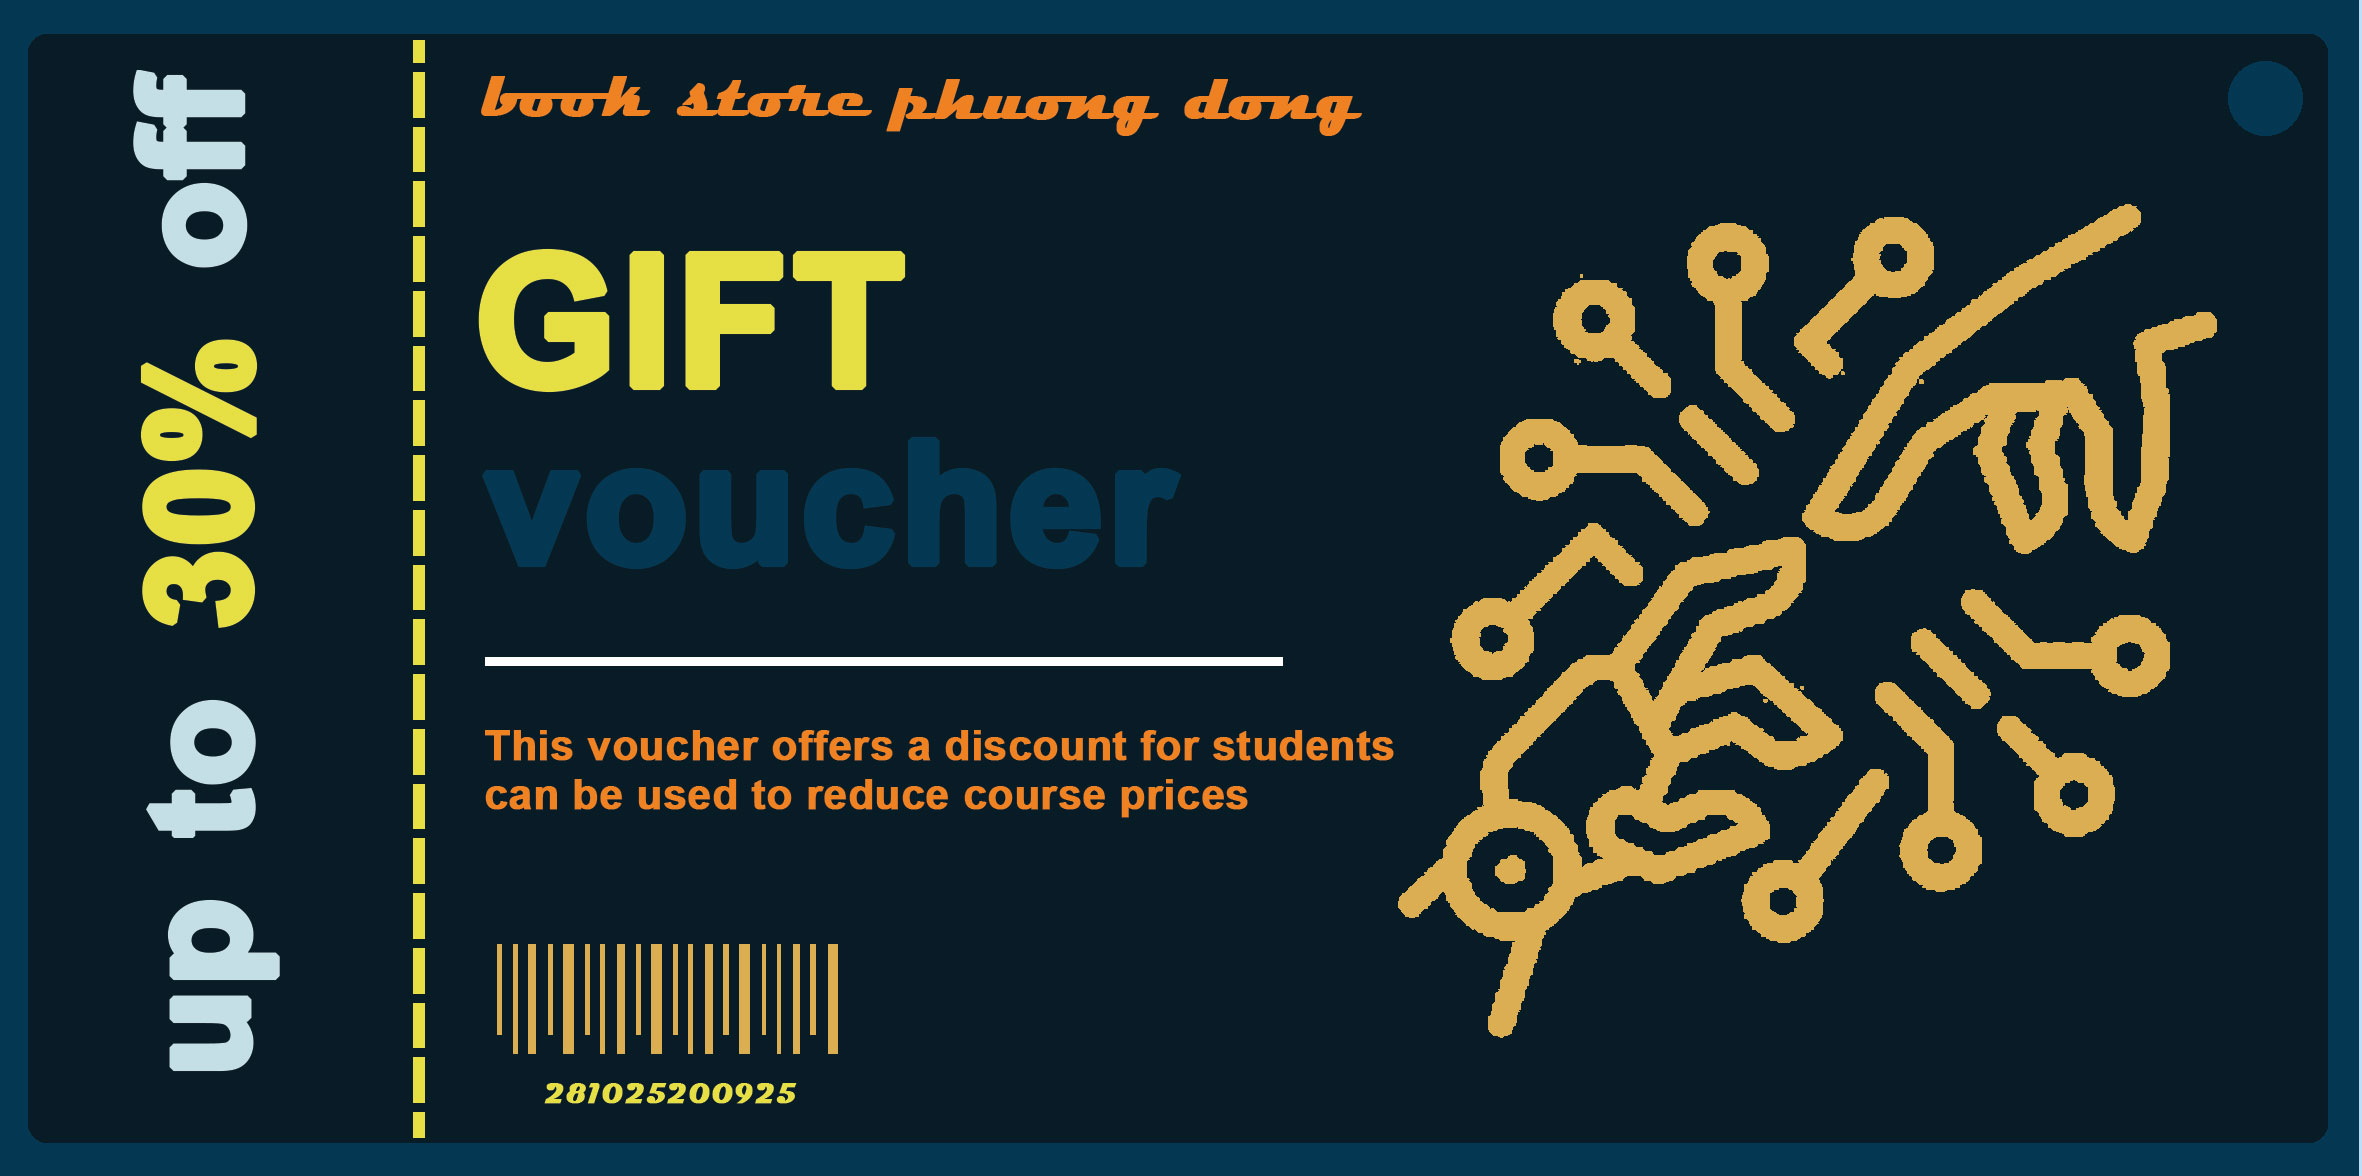 up to 30% off
book store phuong dong
GIFT
voucher
This voucher offers a discount for students
can be used to reduce course prices
281025200925